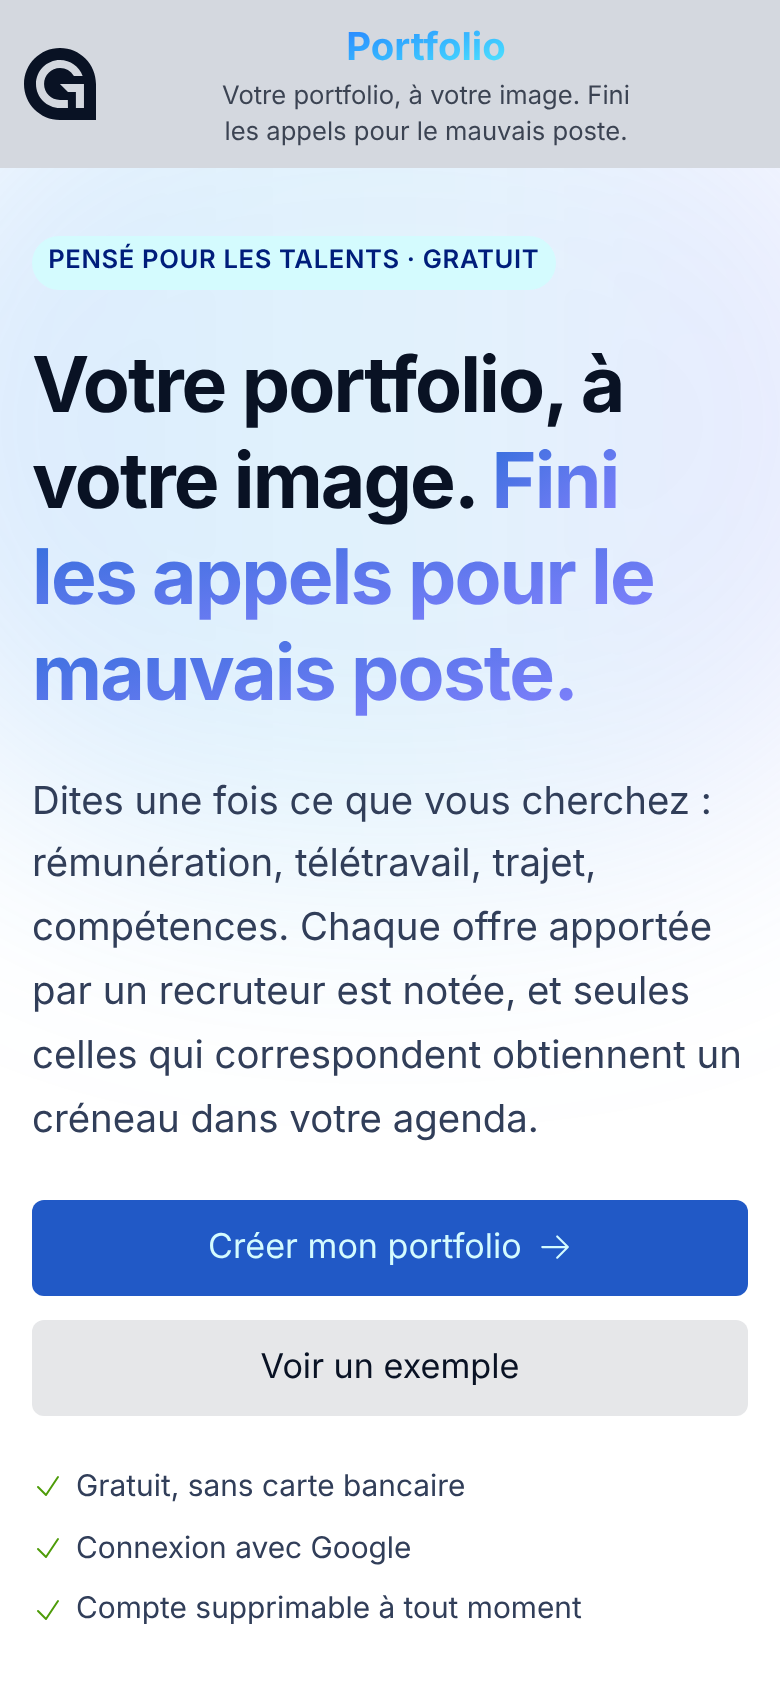 Portfolio
Votre portfolio, à votre image. Fini
les appels pour le mauvais poste.
PENSÉ POUR LES TALENTS · GRATUIT
Votre portfolio, à
votre image. Fini
les appels pour le
mauvais poste.
Dites une fois ce que vous cherchez :
rémunération, télétravail, trajet,
compétences. Chaque offre apportée
par un recruteur est notée, et seules
celles qui correspondent obtiennent un
créneau dans votre agenda.
Créer mon portfolio →
Voir un exemple
Gratuit, sans carte bancaire
Connexion avec Google
Compte supprimable à tout moment